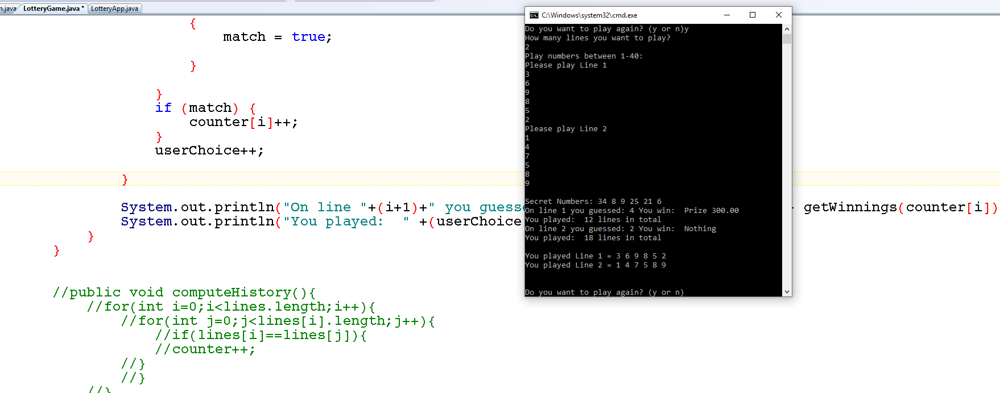 n.java LotteryGame.java * LotteryApp.java
{
match = true;
}
}
if (match) {
counter[i]++;
}
userChoice++;
}
System.out.println("On line "+(i+1)+" you guesse
getWinnings(counter[i])
System.out.println("You played:  " +(userChoice
}
}
//public void computeHistory(){
//for(int i=0;i<lines.length;i++){
//for(int j=0;j<lines[i].length;j++){
//if(lines[i]==lines[j]){
//counter++;
//}
//}
//}
C:\Windows\system32\cmd.exe
Do you want to play again? (y or n)y
How many lines you want to play?
2
Play numbers between 1-40:
Please play Line 1
3
6
9
8
5
2
Please play Line 2
1
4
7
5
8
9
Secret Numbers: 34 8 9 25 21 6
On line 1 you guessed: 4 You win:  Prize 300.00
You played:  12 lines in total
On line 2 you guessed: 2 You win:  Nothing
You played:  18 lines in total
You played Line 1 = 3 6 9 8 5 2
You played Line 2 = 1 4 7 5 8 9
Do you want to play again? (y or n)